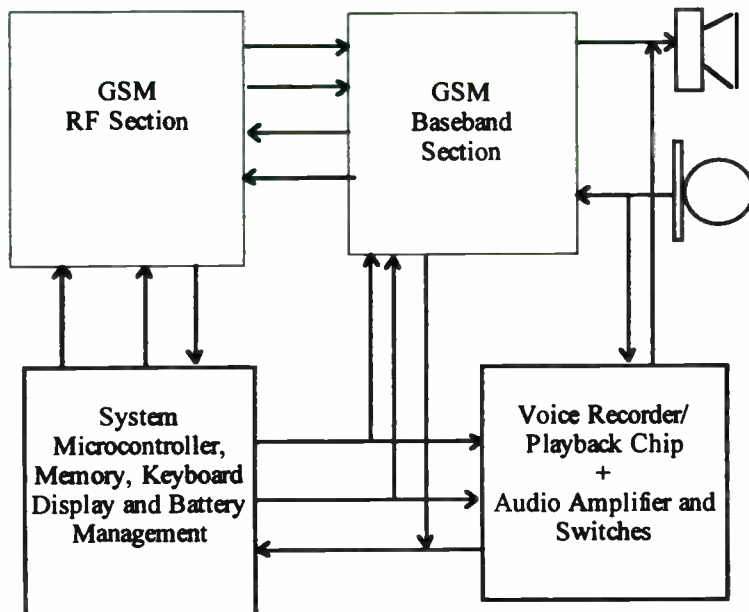 GSM
RF Section
GSM
Baseband
Section
System
Microcontroller,
Memory, Keyboard
Display and Battery
Management
Voice Recorder/
Playback Chip
+
Audio Amplifier and
Switches